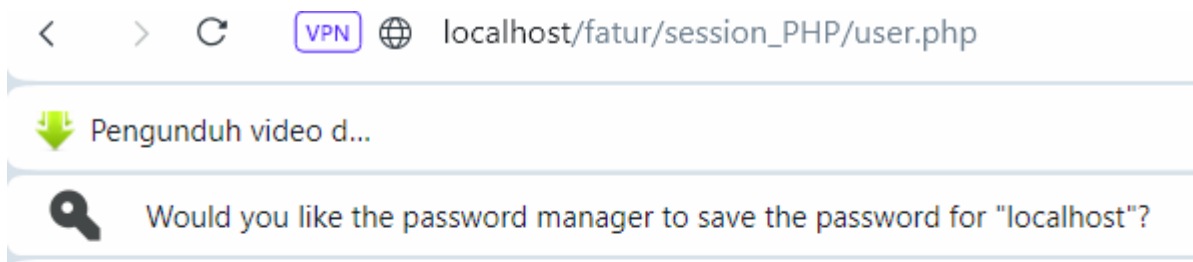 VPN localhost/fatur/session_PHP/user.php
Pengunduh video d...
Would you like the password manager to save the password for "localhost"?